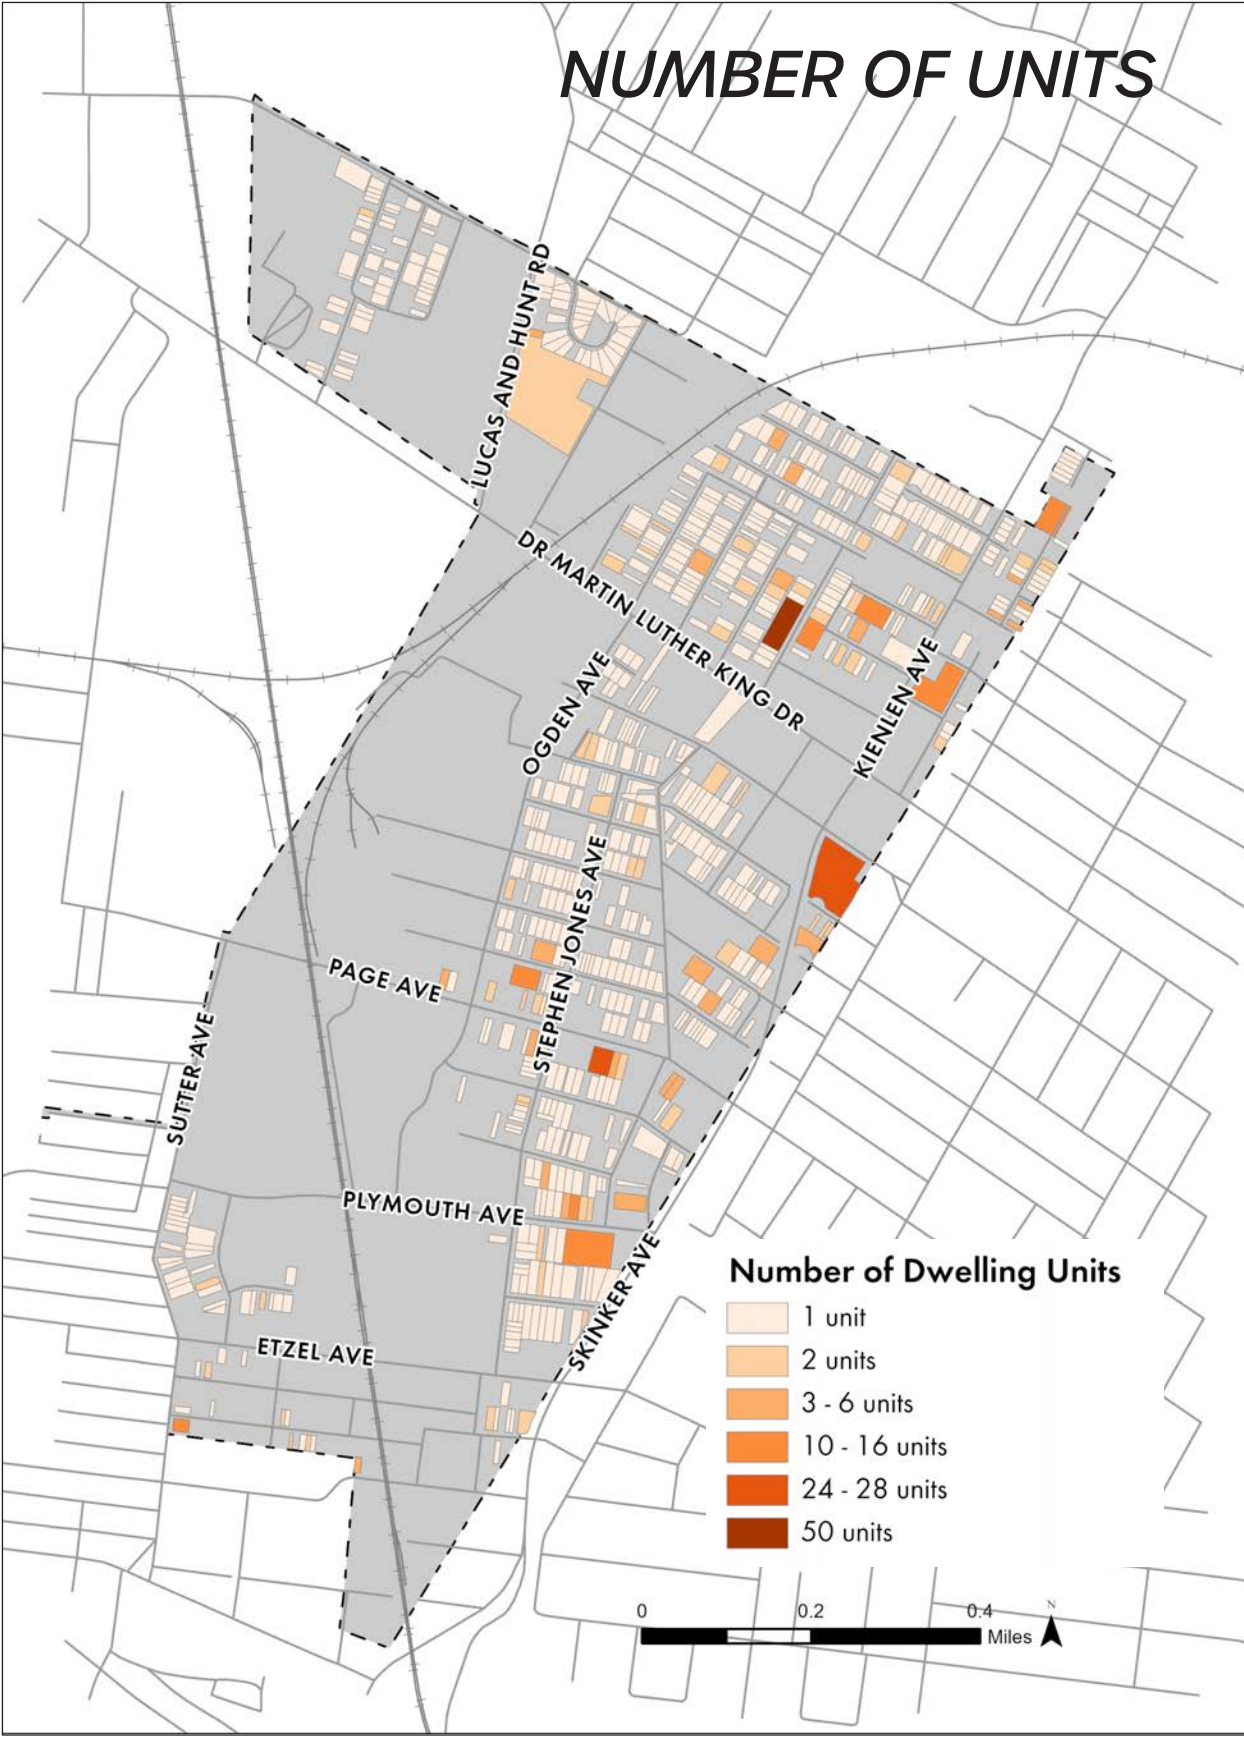 NUMBER OF UNITS
LUCAS AND HUNT RD
DR MARTIN LUTHER KING DR
OGDEN AVE
KIENLEN AVE
STEPHEN JONES AVE
PAGE AVE
SUTTER AVE
PLYMOUTH AVE
SKINKER AVE
ETZEL AVE
Number of Dwelling Units
1 unit
2 units
3 - 6 units
10 - 16 units
24 - 28 units
50 units
0 0.2 0.4
Miles
N